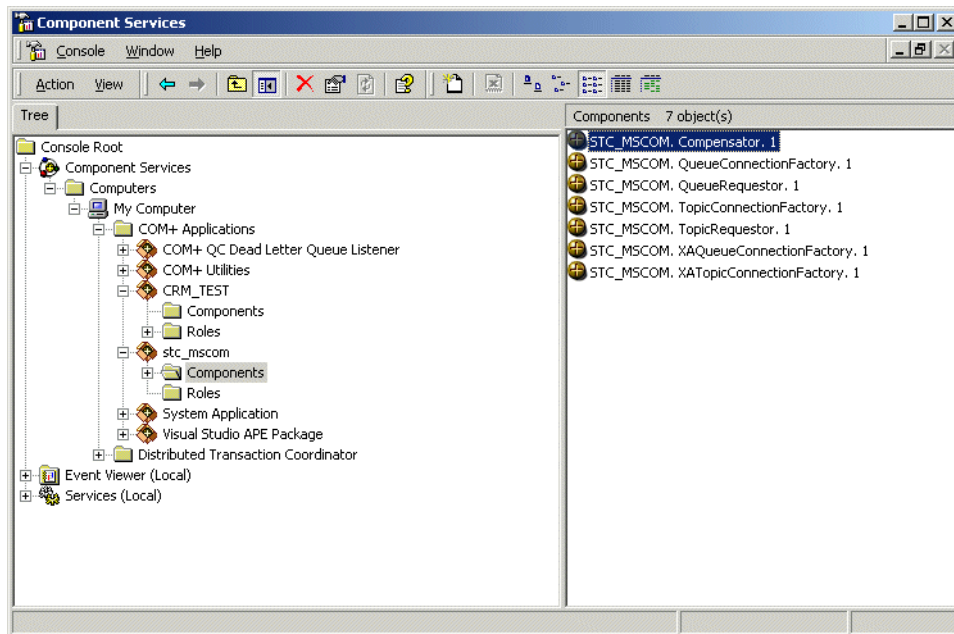 Component Services
Console Window Help
Action View
Tree
Components 7 object(s)
Console Root
Component Services
Computers
My Computer
COM+ Applications
COM+ QC Dead Letter Queue Listener
COM+ Utilities
CRM_TEST
Components
Roles
stc_mscom
Components
Roles
System Application
Visual Studio APE Package
Distributed Transaction Coordinator
Event Viewer (Local)
Services (Local)
STC_MSCOM. Compensator. 1
STC_MSCOM. QueueConnectionFactory. 1
STC_MSCOM. QueueRequestor. 1
STC_MSCOM. TopicConnectionFactory. 1
STC_MSCOM. TopicRequestor. 1
STC_MSCOM. XAQueueConnectionFactory. 1
STC_MSCOM. XATopicConnectionFactory. 1